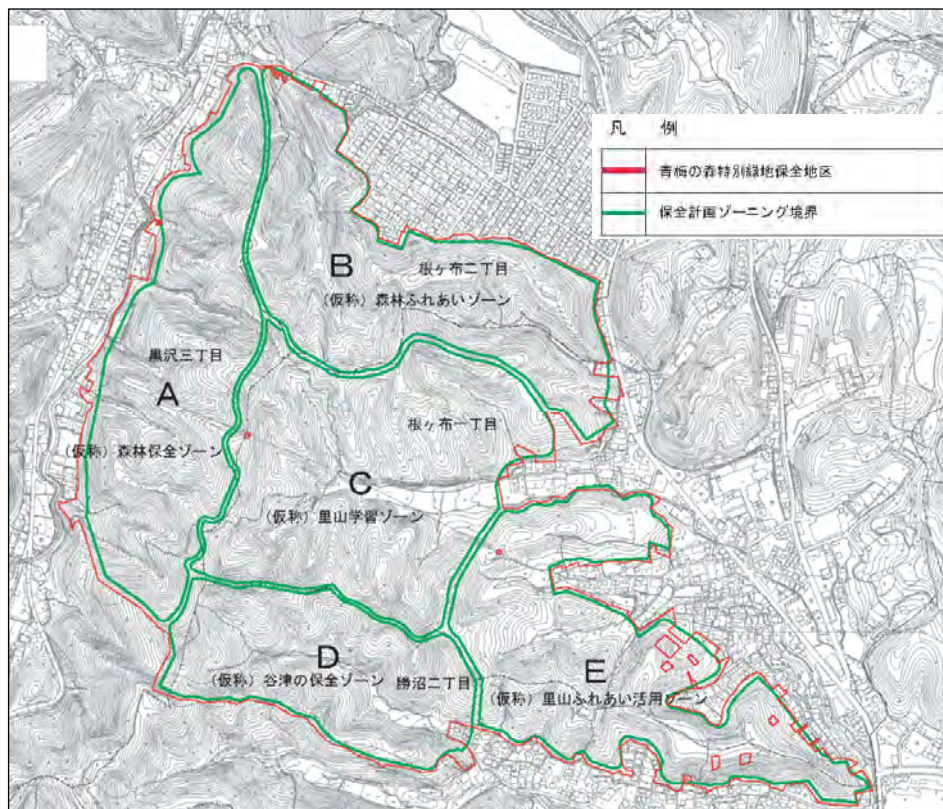 凡 例
青梅の森特別緑地保全地区
保全計画ゾーニング境界
B
根ヶ布二丁目
(仮称) 森林ふれあいゾーン
黒沢三丁目
A
(仮称) 森林保全ゾーン
根ヶ布一丁目
C
(仮称) 里山学習ゾーン
D
(仮称) 谷津の保全ゾーン
勝沼二丁目
E
(仮称) 里山ふれあい活用ゾーン